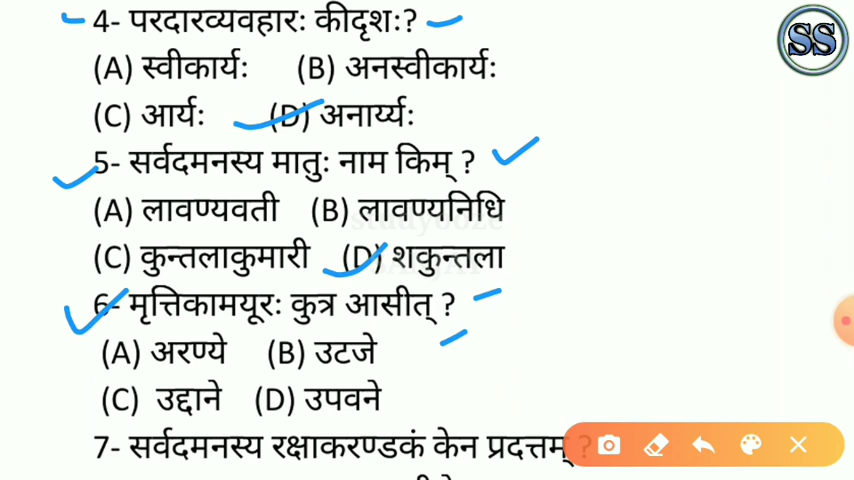 SS
4- परदारव्यवहारः कीदृशः?
(A) स्वीकार्यः (B) अनस्वीकार्यः
(C) आर्यः (D) अनार्य्यः
5- सर्वदमनस्य मातुः नाम किम् ?
(A) लावण्यवती (B) लावण्यनिधि
(C) कुन्तलाकुमारी (D) शकुन्तला
6- मृत्तिकामयूरः कुत्र आसीत् ?
(A) अरण्ये (B) उटजे
(C) उद्दाने (D) उपवने
7- सर्वदमनस्य रक्षाकरण्डकं केन प्रदत्तम् ?